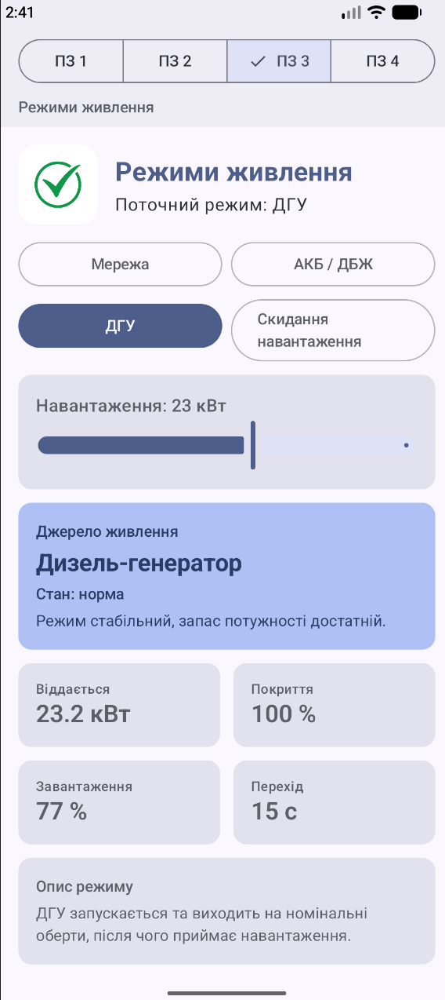 2:41
ПЗ 1
ПЗ 2
ПЗ 3
ПЗ 4
Режими живлення
Режими живлення
Поточний режим: ДГУ
Мережа
АКБ / ДБЖ
ДГУ
Скидання
навантаження
Навантаження: 23 кВт
Джерело живлення
Дизель-генератор
Стан: норма
Режим стабільний, запас потужності достатній.
Віддається
23.2 кВт
Покриття
100 %
Завантаження
77 %
Перехід
15 с
Опис режиму
ДГУ запускається та виходить на номінальні
оберти, після чого приймає навантаження.